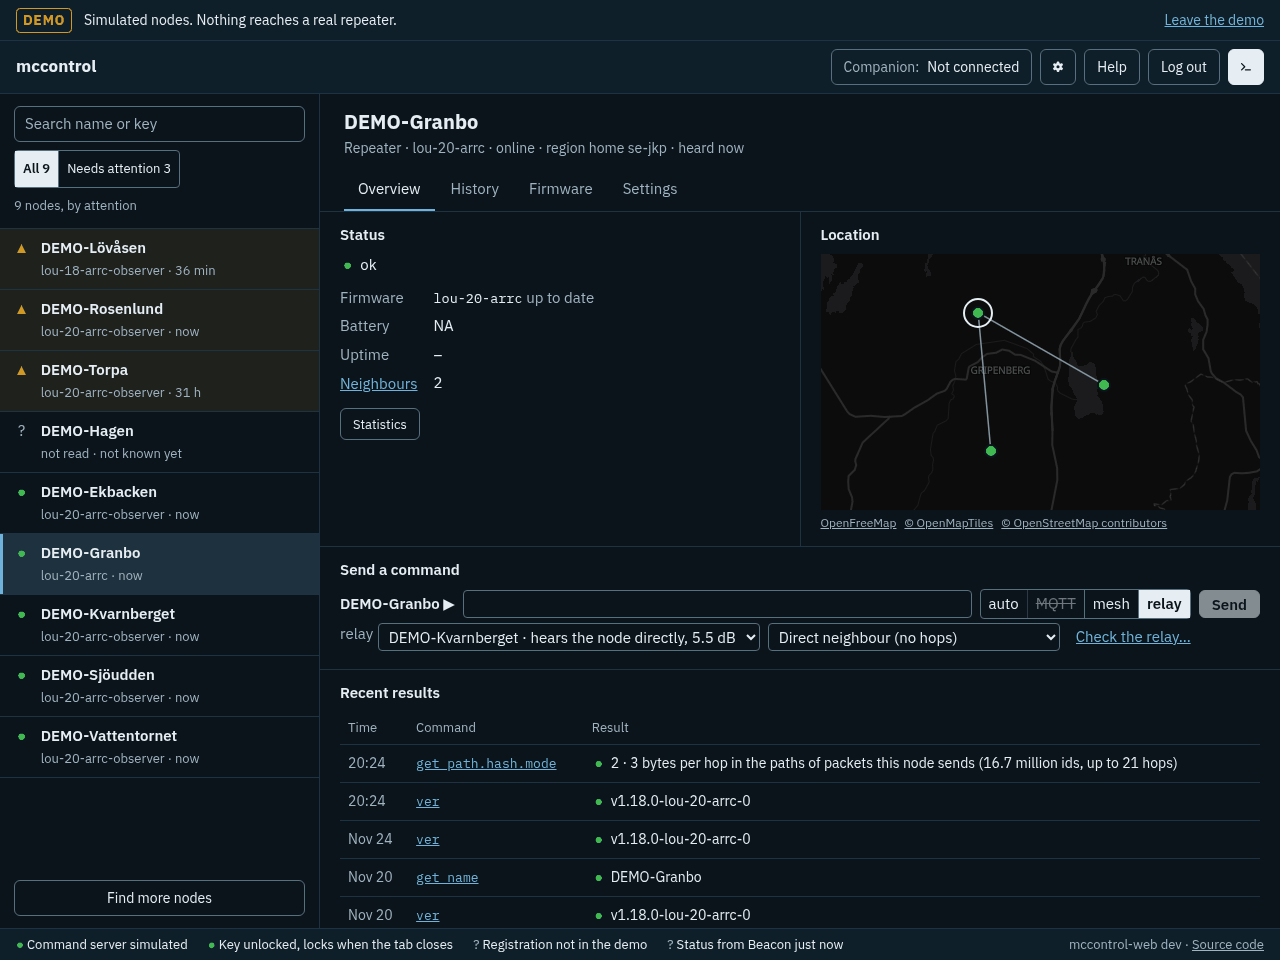 DEMO Simulated nodes. Nothing reaches a real repeater. Leave the demo
mccontrol Companion: Not connected Help Log out
Search name or key
All 9 Needs attention 3
9 nodes, by attention
DEMO-Lövåsen
lou-18-arrc-observer · 36 min
DEMO-Rosenlund
lou-20-arrc-observer · now
DEMO-Torpa
lou-20-arrc-observer · 31 h
? DEMO-Hagen
not read · not known yet
DEMO-Ekbacken
lou-20-arrc-observer · now
DEMO-Granbo
lou-20-arrc · now
DEMO-Kvarnberget
lou-20-arrc-observer · now
DEMO-Sjöudden
lou-20-arrc-observer · now
DEMO-Vattentornet
lou-20-arrc-observer · now
Find more nodes
DEMO-Granbo
Repeater · lou-20-arrc · online · region home se-jkp · heard now
Overview History Firmware Settings
Status
ok
Firmware lou-20-arrc up to date
Battery NA
Uptime –
Neighbours 2
Statistics
Location
TRANÅS
GRIPENBERG
OpenFreeMap © OpenMapTiles © OpenStreetMap contributors
Send a command
DEMO-Granbo ▶ auto MQTT mesh relay Send
relay DEMO-Kvarnberget · hears the node directly, 5.5 dB Direct neighbour (no hops) Check the relay...
Recent results
Time Command Result
20:24 get path.hash.mode 2 · 3 bytes per hop in the paths of packets this node sends (16.7 million ids, up to 21 hops)
20:24 ver v1.18.0-lou-20-arrc-0
Nov 24 ver v1.18.0-lou-20-arrc-0
Nov 20 get name DEMO-Granbo
Nov 20 ver v1.18.0-lou-20-arrc-0
Command server simulated Key unlocked, locks when the tab closes ? Registration not in the demo ? Status from Beacon just now mccontrol-web dev · Source code